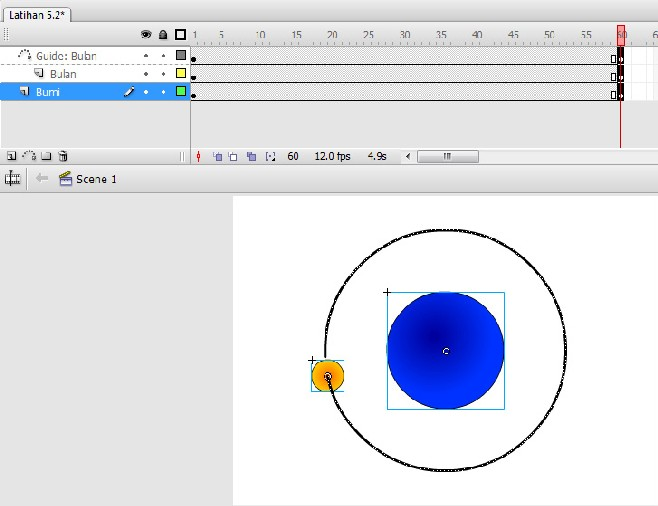 Latihan 5.2*
1 5 10 15 20 25 30 35 40 45 50 55 60 6
Guide: Bulan
Bulan
Bumi
60 12.0 fps 4.9s
Scene 1